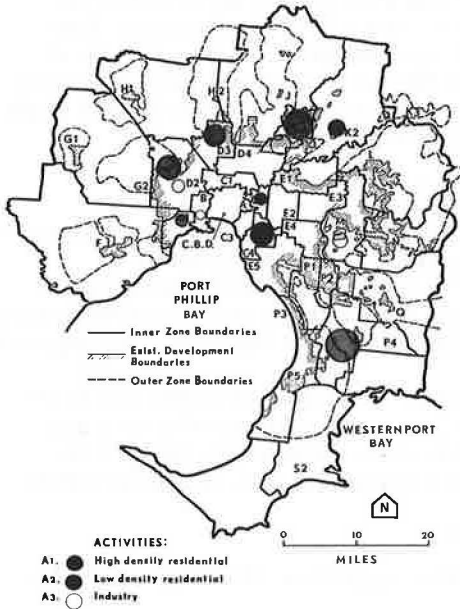 H1
H2
J
K2
G1
D3
D4
G2
D2
C1
E1
E3
B
E2
E4
C.B.D.
C3
C4
E5
F
P1
PORT
PHILLIP
BAY
P3
Q
P4
P5
Inner Zone Boundaries
Exist. Development
Boundaries
Outer Zone Boundaries
WESTERNPORT
BAY
S2
N
ACTIVITIES:
0 10 20
MILES
A1. High density residential
A2. Low density residential
A3. Industry